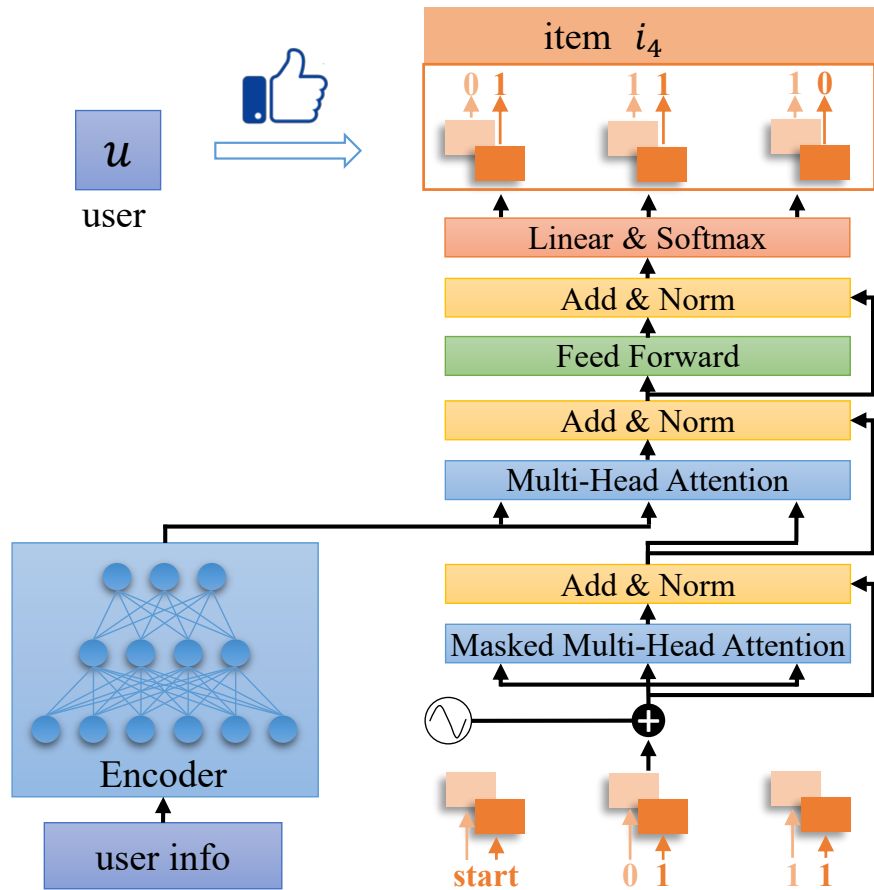 item i₄
0 1 1 1 1 0
u
user
Linear & Softmax
Add & Norm
Feed Forward
Add & Norm
Multi-Head Attention
Add & Norm
Masked Multi-Head Attention
Encoder
user info
start 0 1 1 1